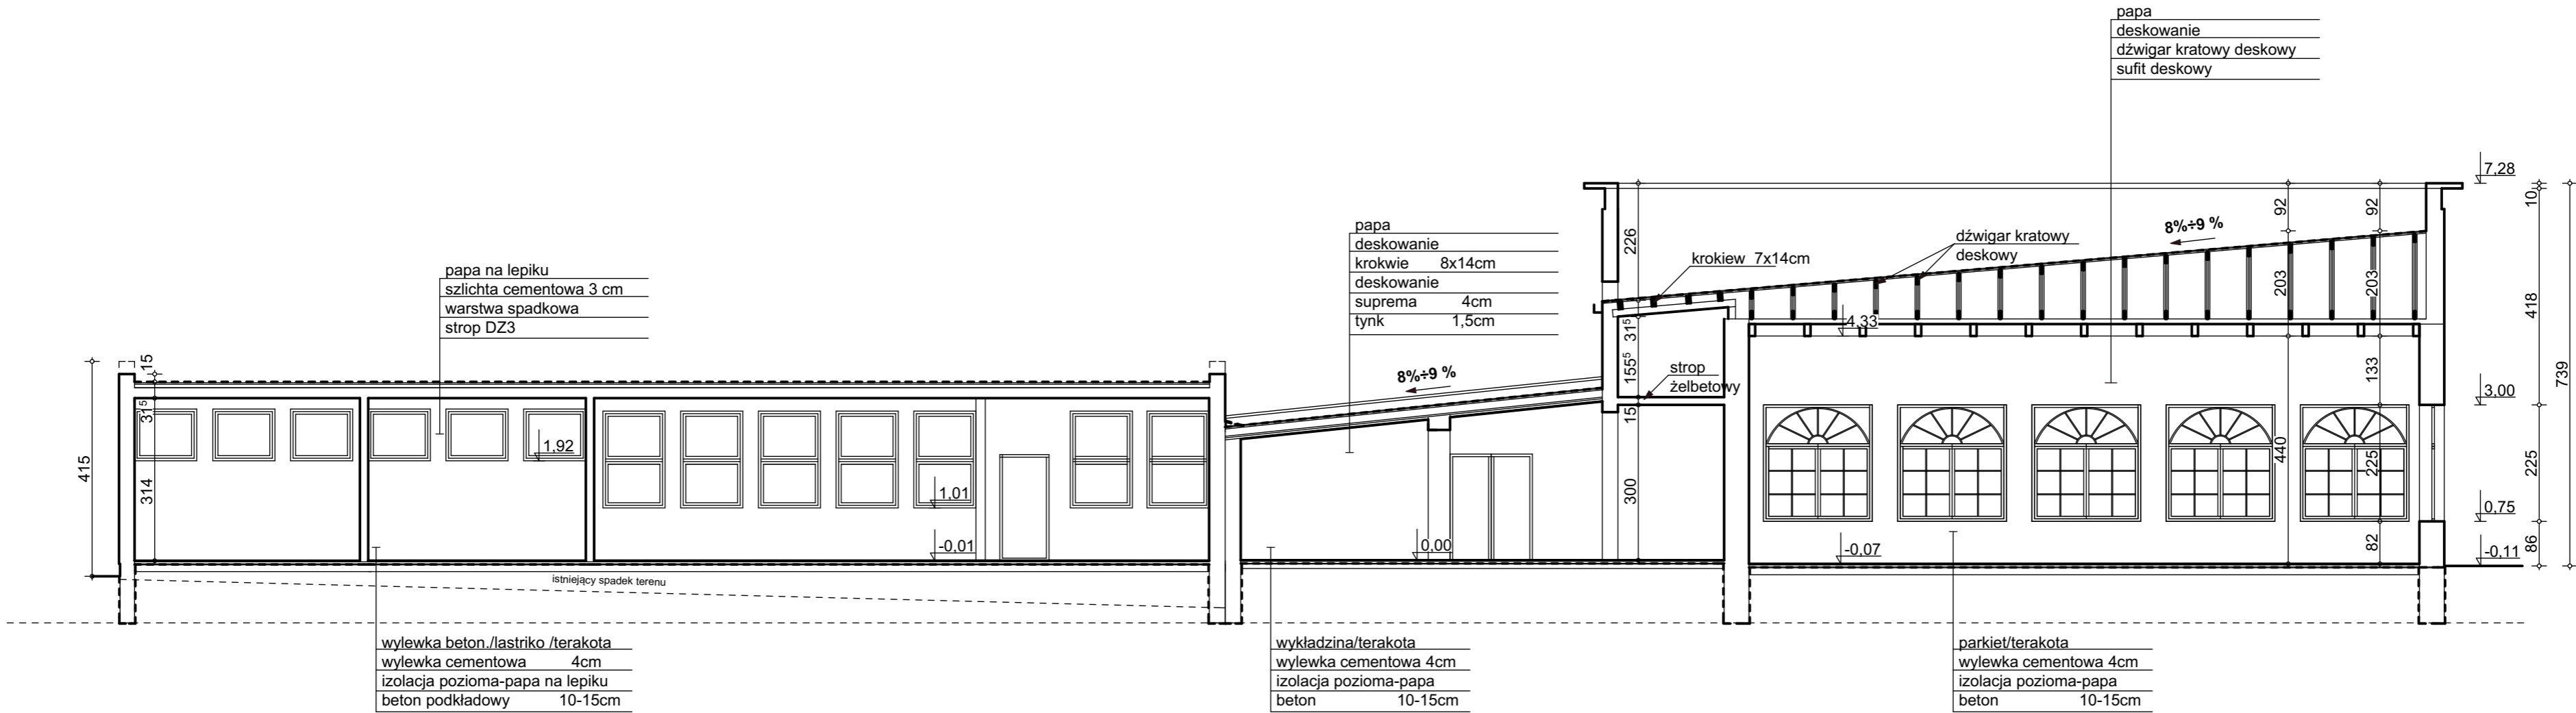 papa
deskowanie
dźwigar kratowy deskowy
sufit deskowy
7,28
10
92
92
8%÷9 %
papa
deskowanie
krokwie 8x14cm
deskowanie
suprema 4cm
tynk 1,5cm
226
dźwigar kratowy
deskowy
krokiew 7x14cm
203
203
418
papa na lepiku
szlichta cementowa 3 cm
warstwa spadkowa
strop DZ3
31⁵
4,33
15
8%÷9 %
155⁵
strop
żelbetowy
133
739
3,00
31⁵
15
415
1,92
314
1,01
300
440
225
225
0,75
-0,01
0,00
-0,07
82
86
-0,11
istniejący spadek terenu
wylewka beton./lastriko /terakota
wylewka cementowa 4cm
izolacja pozioma-papa na lepiku
beton podkładowy 10-15cm
wykładzina/terakota
wylewka cementowa 4cm
izolacja pozioma-papa
beton 10-15cm
parkiet/terakota
wylewka cementowa 4cm
izolacja pozioma-papa
beton 10-15cm